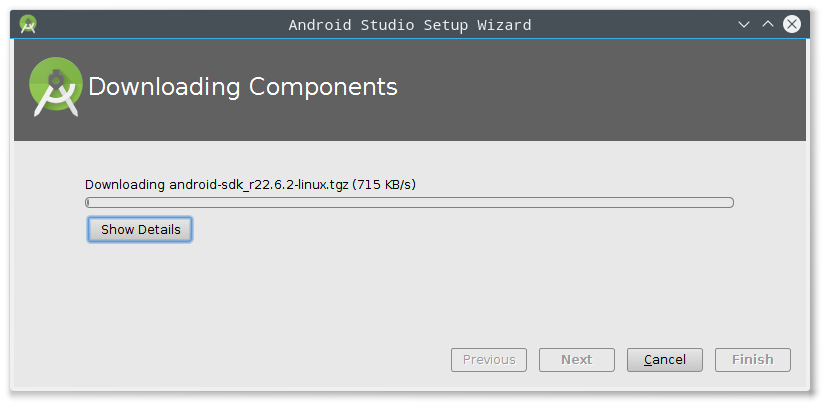 Android Studio Setup Wizard
Downloading Components
Downloading android-sdk_r22.6.2-linux.tgz (715 KB/s)
Show Details
Previous Next Cancel Finish